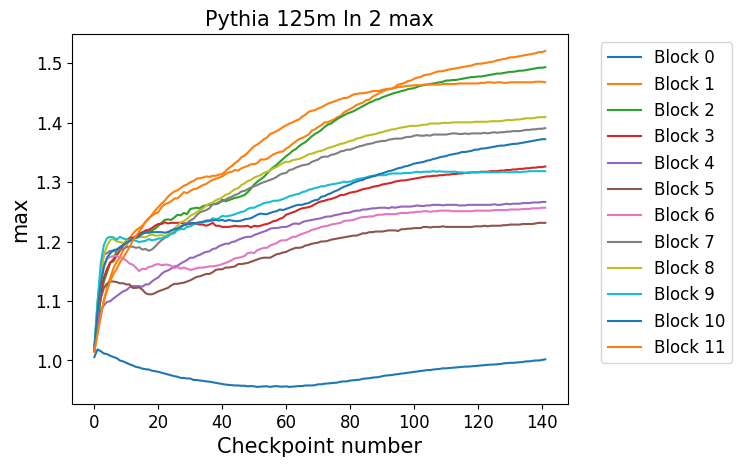 Pythia 125m ln 2 max
max
1.5
1.4
1.3
1.2
1.1
1.0
0
20
40
60
80
100
120
140
Checkpoint number
Block 0
Block 1
Block 2
Block 3
Block 4
Block 5
Block 6
Block 7
Block 8
Block 9
Block 10
Block 11